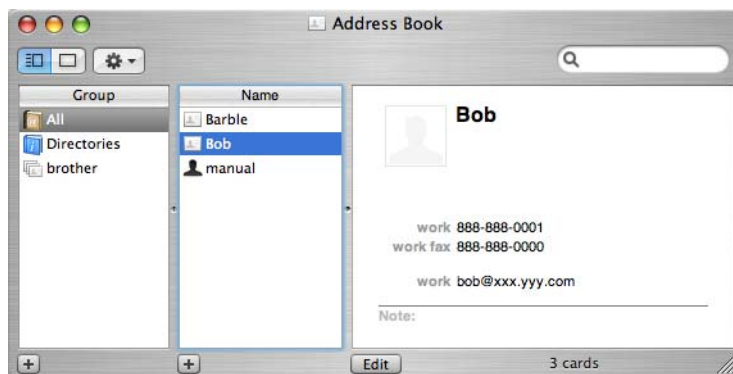 Address Book
Group
All
Directories
brother
Name
Barble
Bob
manual
Bob
work 888-888-0001
work fax 888-888-0000
work bob@xxx.yyy.com
Note:
Edit
3 cards